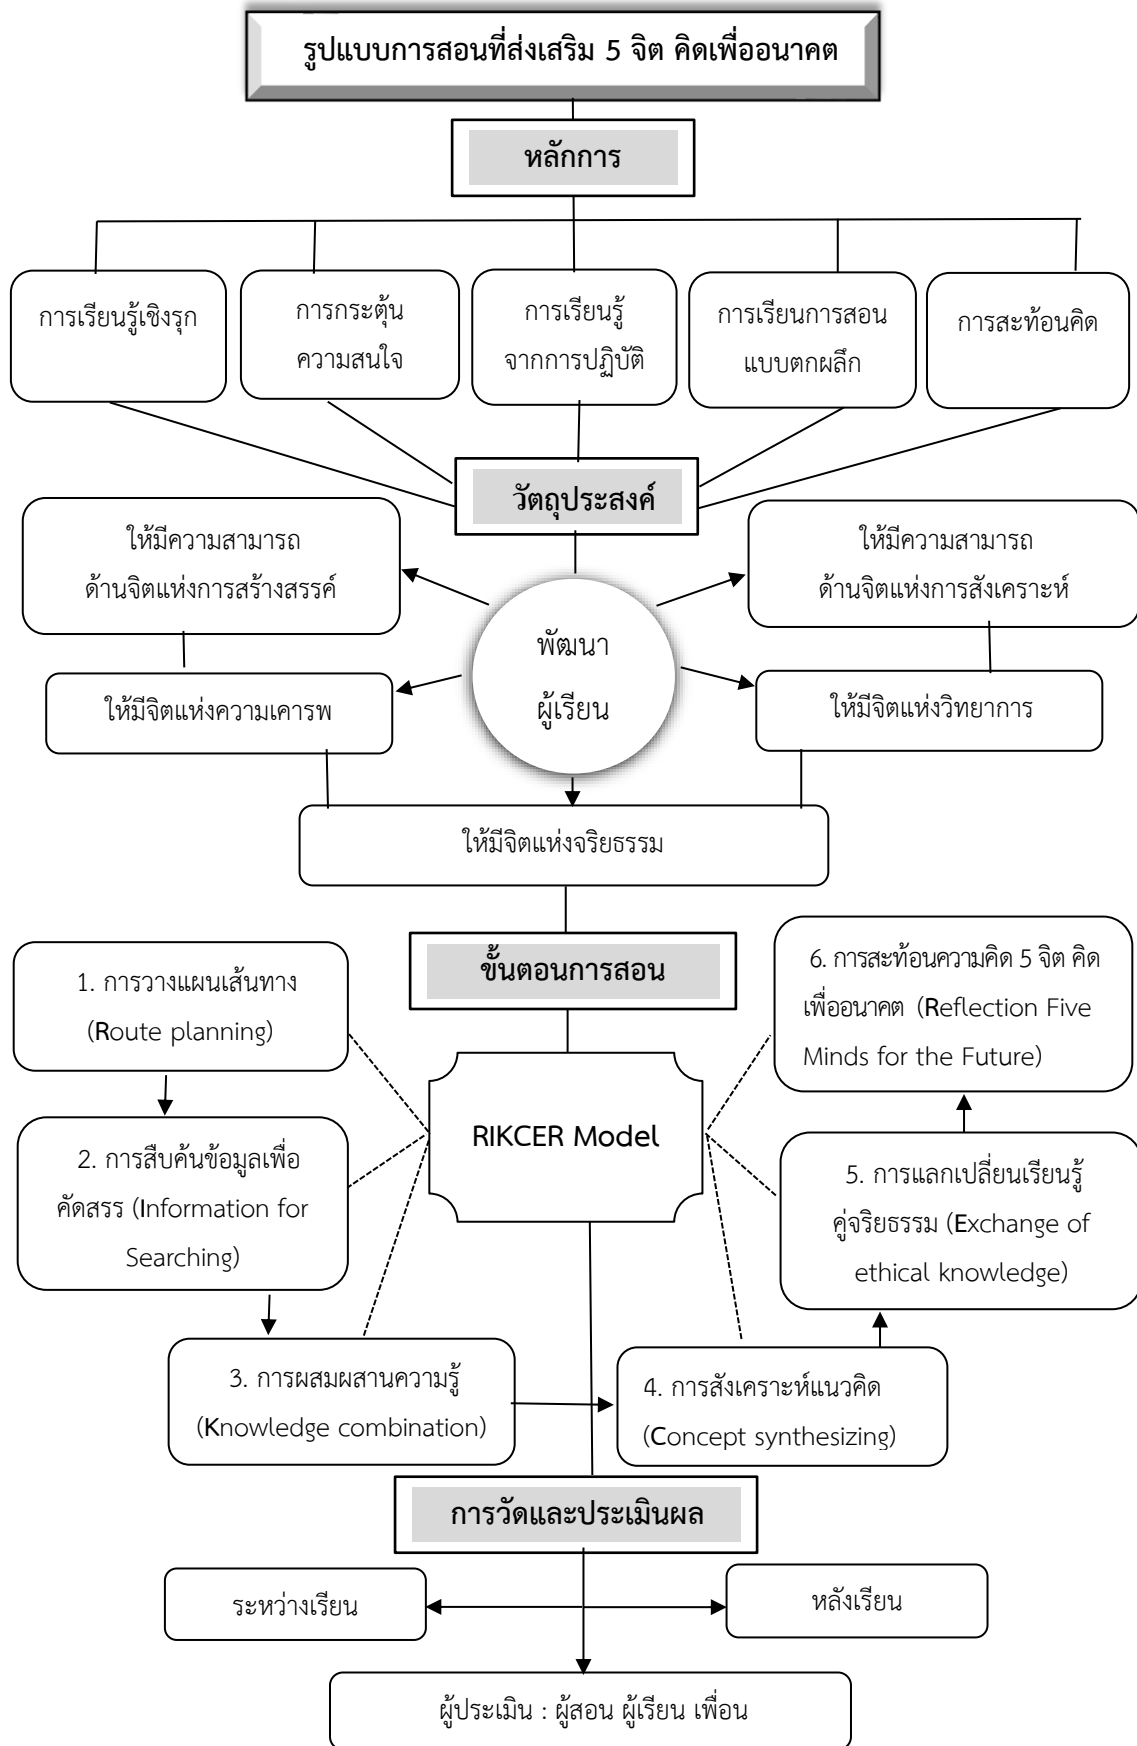 รูปแบบการสอนที่ส่งเสริม 5 จิต คิดเพื่ออนาคต
หลักการ
การเรียนรู้เชิงรุก
การกระตุ้น
ความสนใจ
การเรียนรู้
จากการปฏิบัติ
การเรียนการสอน
แบบตกผลึก
การสะท้อนคิด
วัตถุประสงค์
ให้มีความสามารถ
ด้านจิตแห่งการสร้างสรรค์
ให้มีความสามารถ
ด้านจิตแห่งการสังเคราะห์
พัฒนา
ผู้เรียน
ให้มีจิตแห่งความเคารพ
ให้มีจิตแห่งวิทยาการ
ให้มีจิตแห่งจริยธรรม
ขั้นตอนการสอน
1. การวางแผนเส้นทาง
(Route planning)
2. การสืบค้นข้อมูลเพื่อ
คัดสรร (Information for
Searching)
3. การผสมผสานความรู้
(Knowledge combination)
RIKCER Model
4. การสังเคราะห์แนวคิด
(Concept synthesizing)
5. การแลกเปลี่ยนเรียนรู้
คู่จริยธรรม (Exchange of
ethical knowledge)
6. การสะท้อนความคิด 5 จิต คิด
เพื่ออนาคต (Reflection Five
Minds for the Future)
การวัดและประเมินผล
ระหว่างเรียน
หลังเรียน
ผู้ประเมิน : ผู้สอน ผู้เรียน เพื่อน